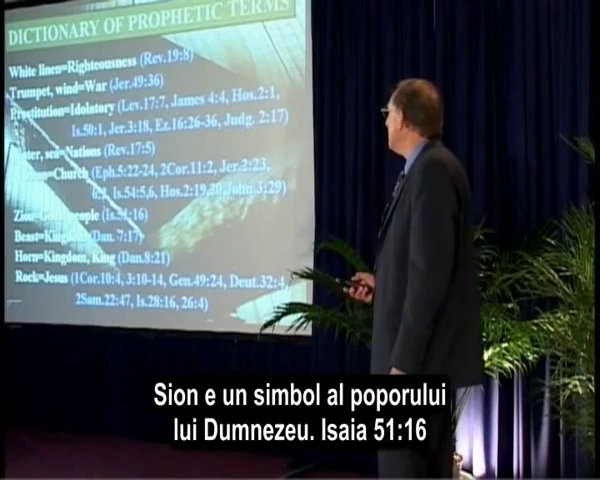 DICTIONARY OF PROPHETIC TERMS
White linen=Righteousness (Rev.19:8)
Trumpet, wind=War (Jer.49:36)
Prostitution=Idolatory (Lev.17:7, James 4:4, Hos.2:1,
Is.50:1, Jer.3:18, Ez.16:26-36, Judg. 2:17)
sea=Nations (Rev.17:5)
=Church (Eph.5:22-24, 2Cor.11:2, Jer.2:23,
6:2, Is.54:5,6, Hos.2:19,20,John.3:29)
people (Is.51:16)
Beast=Kingdom (Dan.7:17)
Horn=Kingdom, King (Dan.8:21)
Rock=Jesus (1Cor.10:4, 3:10-14, Gen.49:24, Deut.32:4,
2Sam.22:47, Is.28:16, 26:4)
Sion e un simbol al poporului
lui Dumnezeu. Isaia 51:16